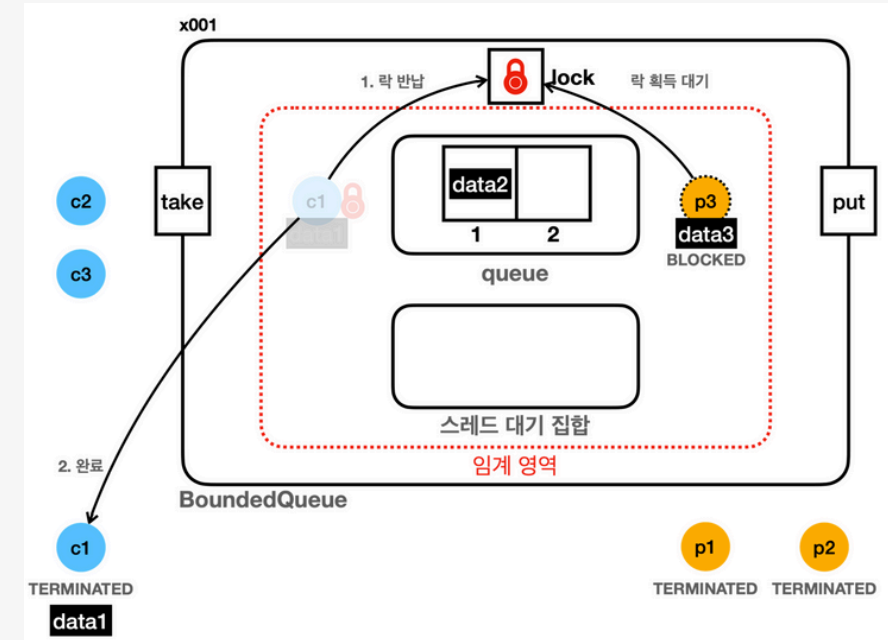 x001
1. 락 반납
lock
락 획득 대기
c1
data1
data2
1
2
queue
p3
data3
BLOCKED
c2
c3
take
put
스레드 대기 집합
임계 영역
2. 완료
BoundedQueue
c1
TERMINATED
data1
p1
TERMINATED
p2
TERMINATED